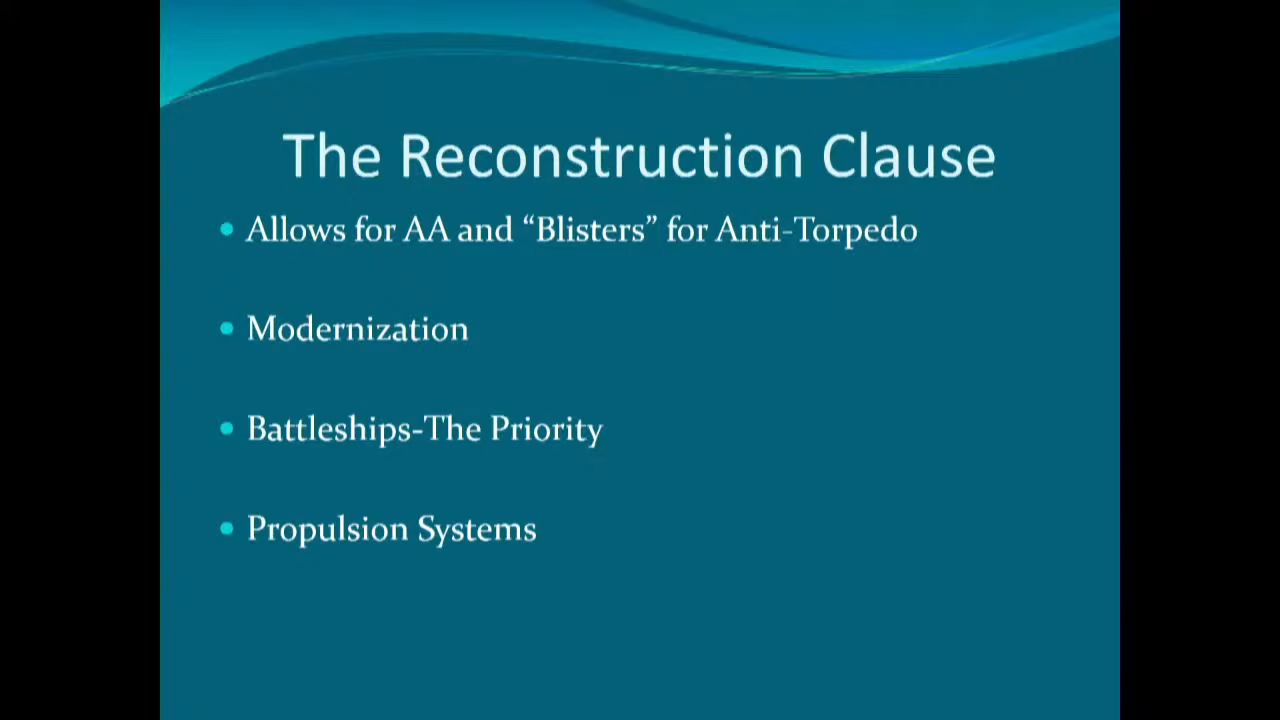 The Reconstruction Clause
Allows for AA and “Blisters” for Anti-Torpedo
Modernization
Battleships-The Priority
Propulsion Systems